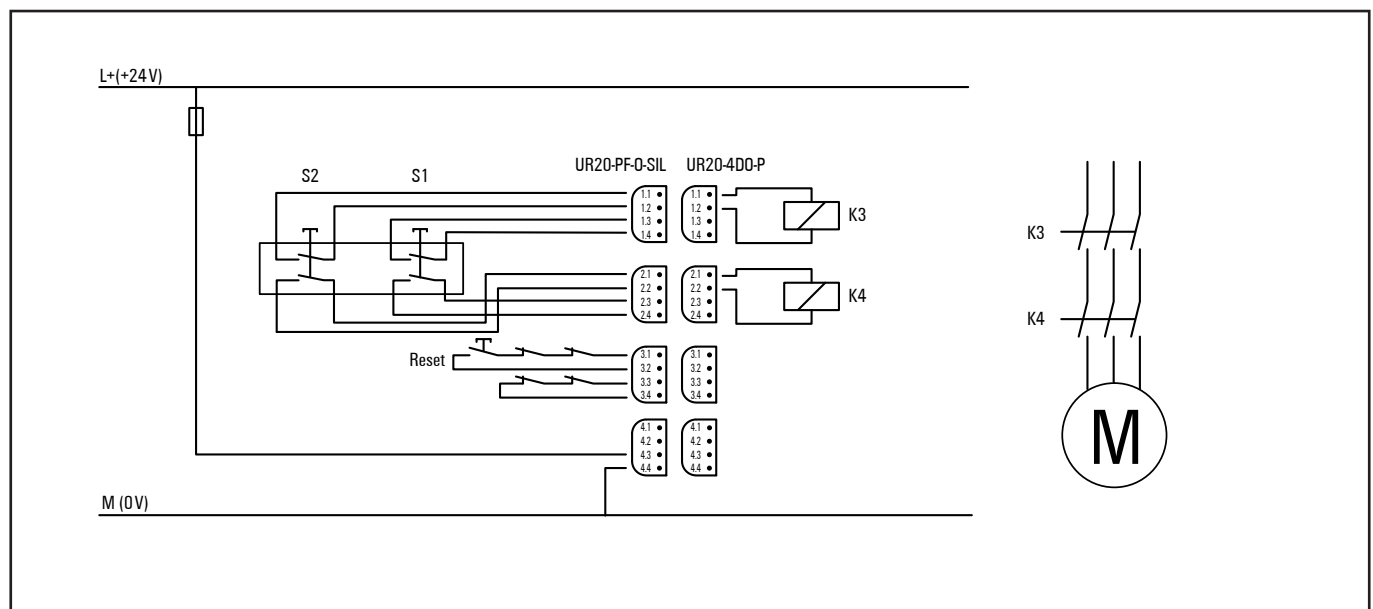 L+(+24V)
UR20-PF-O-SIL UR20-4DO-P
S2 S1
1.1 1.1
1.2 1.2
1.3 1.3
1.4 1.4
K3
K3
2.1 2.1
2.2 2.2
2.3 2.3
2.4 2.4
K4
K4
Reset
3.1 3.1
3.2 3.2
3.3 3.3
3.4 3.4
4.1 4.1
4.2 4.2
4.3 4.3
4.4 4.4
M
M (0V)